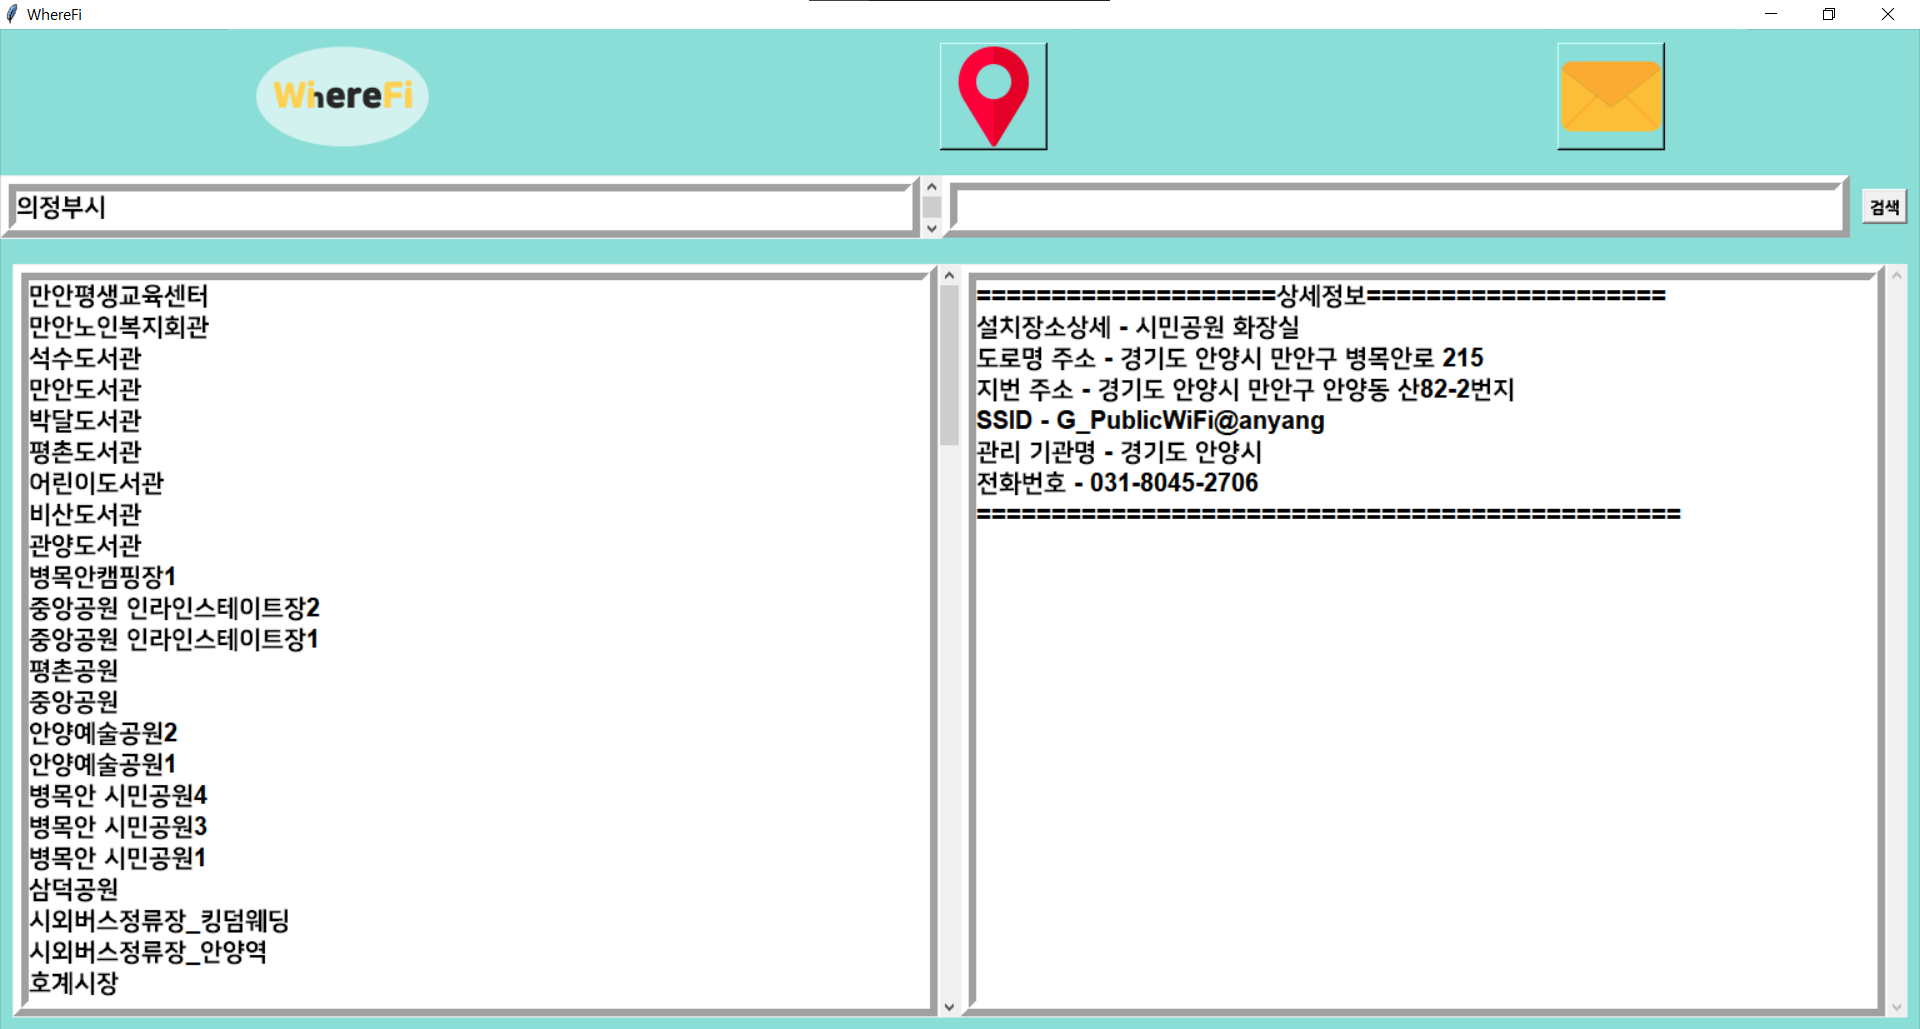 WhereFi
WhereFi
의정부시
검색
만안평생교육센터
만안노인복지회관
석수도서관
만안도서관
박달도서관
평촌도서관
어린이도서관
비산도서관
관양도서관
병목안캠핑장1
중앙공원 인라인스테이트장2
중앙공원 인라인스테이트장1
평촌공원
중앙공원
안양예술공원2
안양예술공원1
병목안 시민공원4
병목안 시민공원3
병목안 시민공원1
삼덕공원
시외버스정류장_킹덤웨딩
시외버스정류장_안양역
호계시장
====================상세정보====================
설치장소상세 - 시민공원 화장실
도로명 주소 - 경기도 안양시 만안구 병목안로 215
지번 주소 - 경기도 안양시 만안구 안양동 산82-2번지
SSID - G_PublicWiFi@anyang
관리 기관명 - 경기도 안양시
전화번호 - 031-8045-2706
===============================================